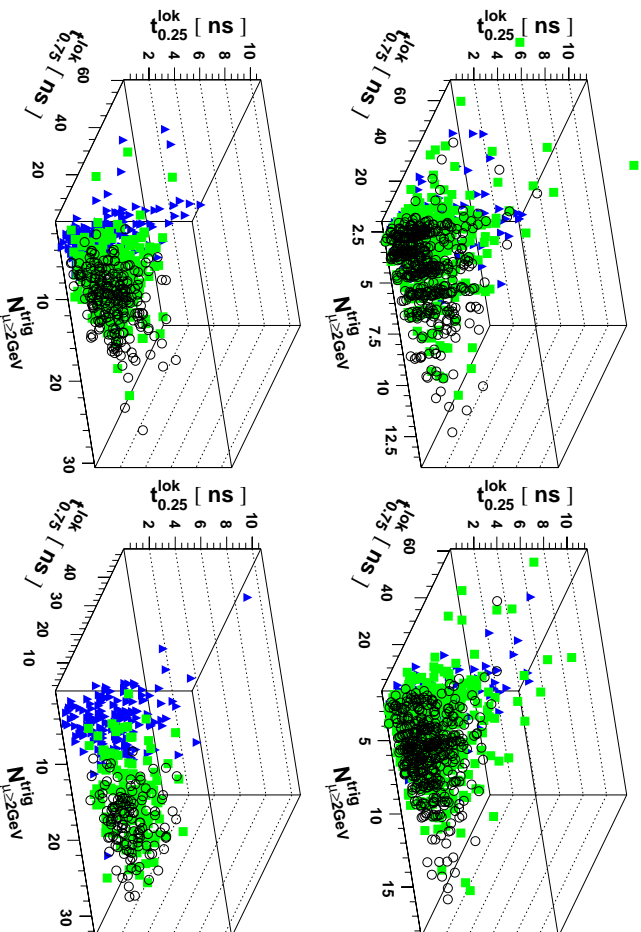 t^lok_0.25 [ ns ]
2 4 6 8 10
t^lok_0.75 [ ns ]
60 40 20
N^trig_μ≥2GeV
10 20 30
t^lok_0.25 [ ns ]
2 4 6 8 10
t^lok_0.75 [ ns ]
60 40 20
N^trig_μ≥2GeV
2.5 5 7.5 10 12.5
t^lok_0.25 [ ns ]
2 4 6 8 10
t^lok_0.75 [ ns ]
40 30 20 10
N^trig_μ≥2GeV
10 20 30
t^lok_0.25 [ ns ]
2 4 6 8 10
t^lok_0.75 [ ns ]
60 40 20
N^trig_μ≥2GeV
5 10 15